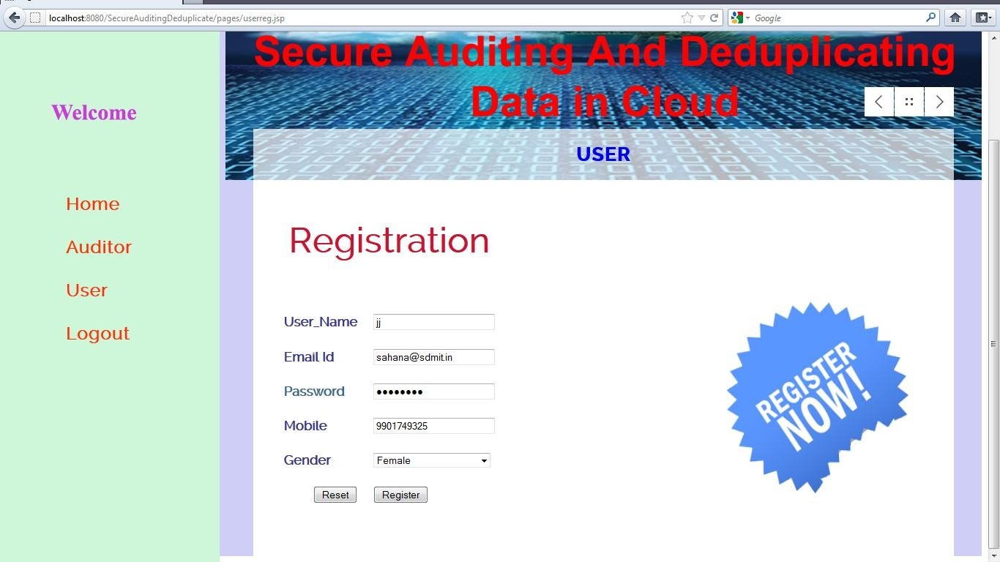 localhost:8080/SecureAuditingDeduplicate/pages/userreg.jsp
Google
Secure Auditing And Deduplicating
Data in Cloud
USER
Welcome
Home
Auditor
User
Logout
Registration
User_Name jj
Email Id sahana@sdmit.in
Password ••••••••
Mobile 9901749325
Gender Female
Reset Register
REGISTER
NOW!